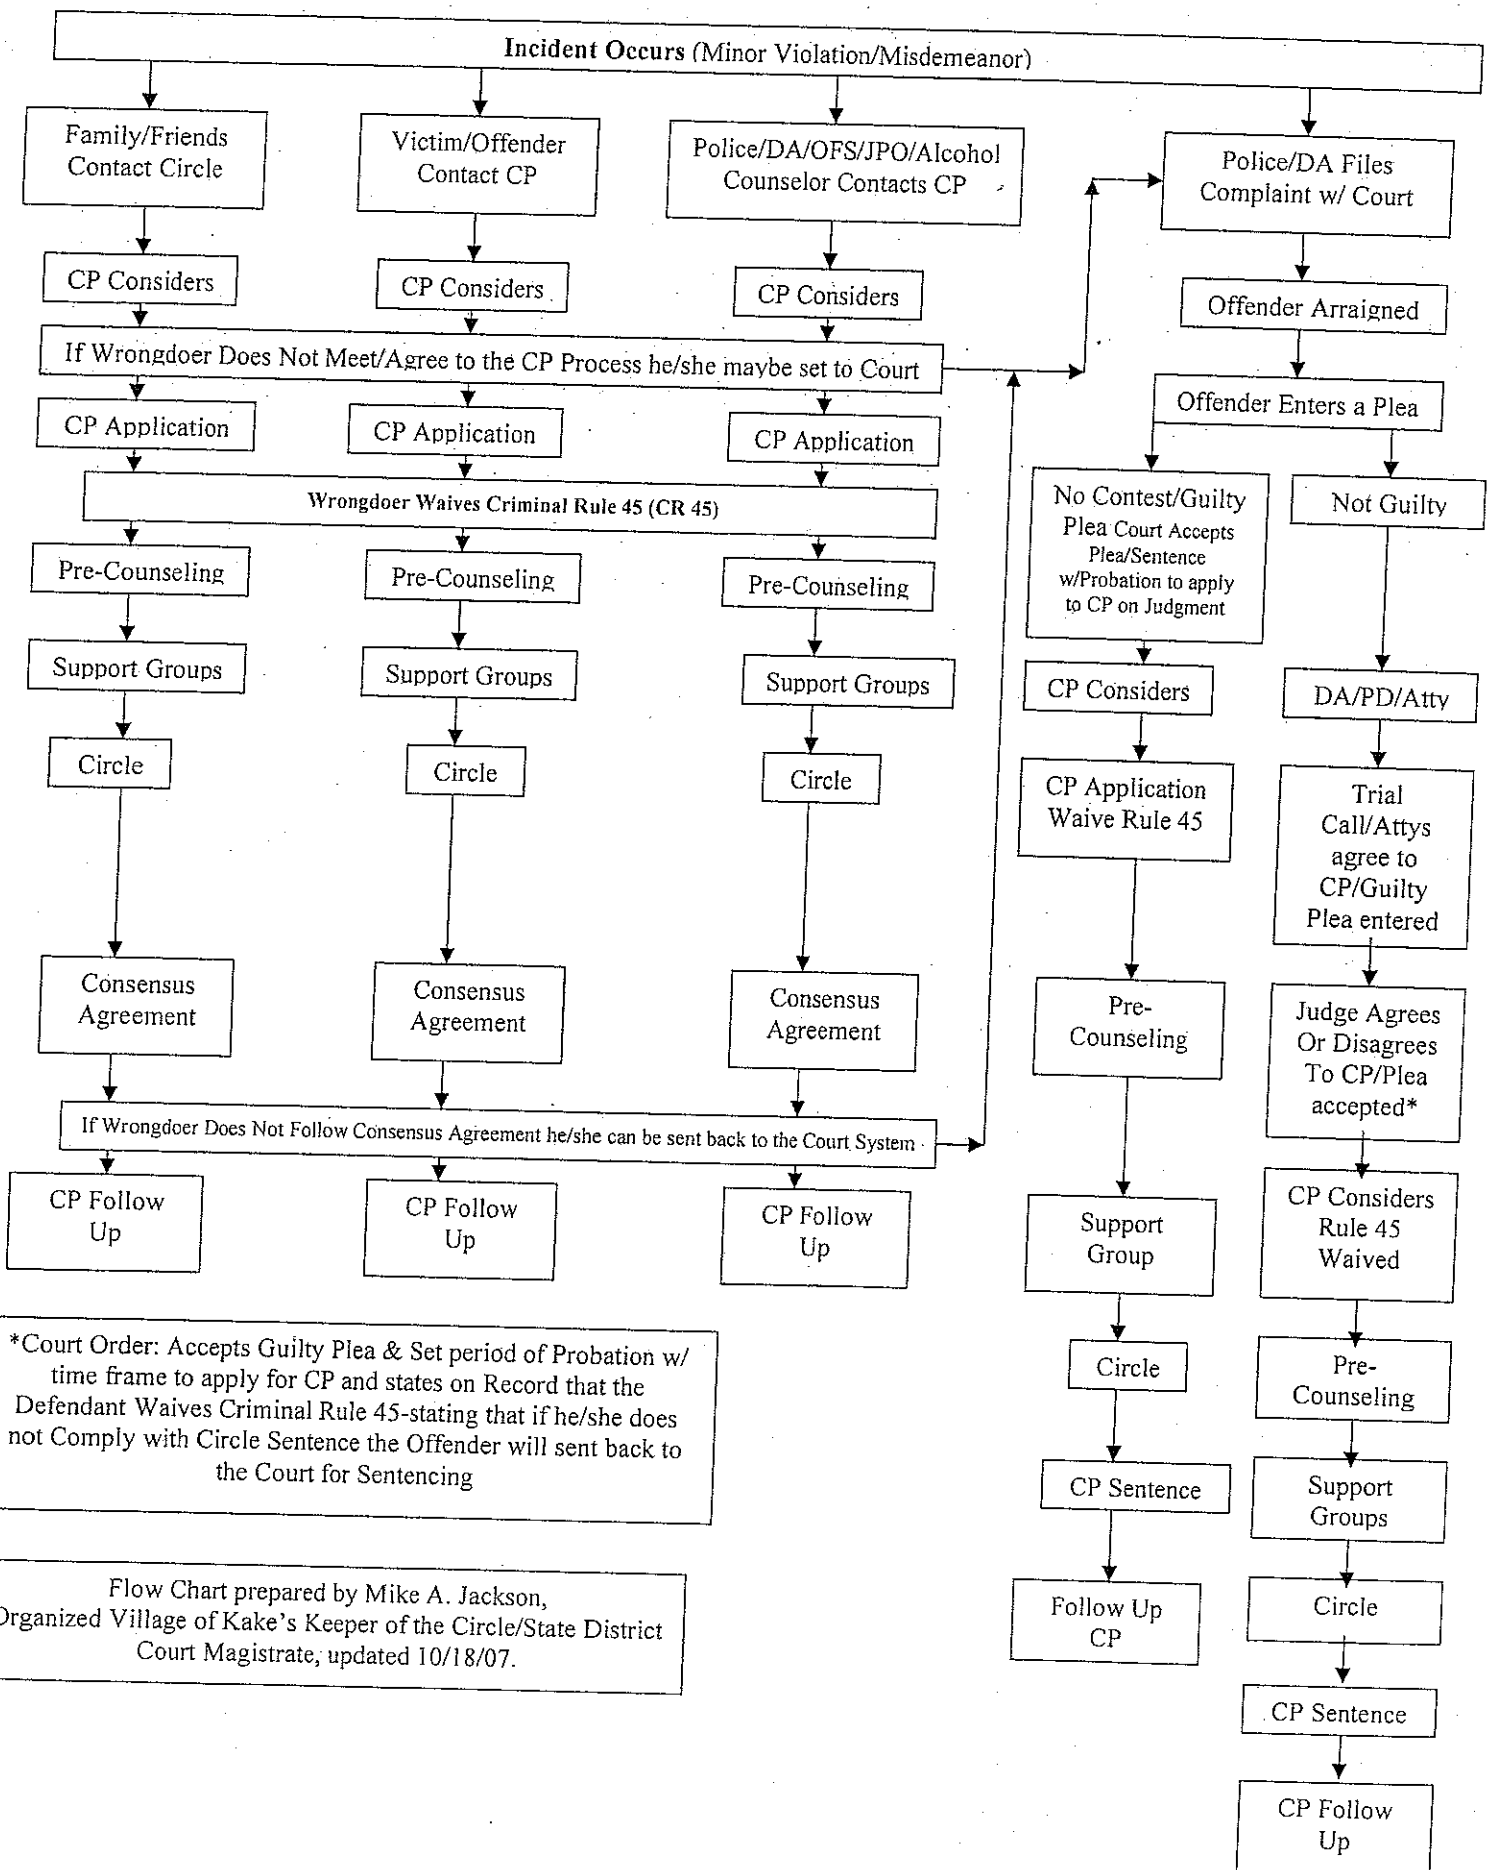 Incident Occurs (Minor Violation/Misdemeanor)
Family/Friends
Contact Circle
Victim/Offender
Contact CP
Police/DA/OFS/JPO/Alcohol
Counselor Contacts CP
Police/DA Files
Complaint w/ Court
CP Considers
CP Considers
CP Considers
Offender Arraigned
If Wrongdoer Does Not Meet/Agree to the CP Process he/she maybe set to Court
Offender Enters a Plea
CP Application
CP Application
CP Application
Wrongdoer Waives Criminal Rule 45 (CR 45)
No Contest/Guilty
Plea Court Accepts
Plea/Sentence
w/Probation to apply
to CP on Judgment
Not Guilty
Pre-Counseling
Pre-Counseling
Pre-Counseling
Support Groups
Support Groups
Support Groups
CP Considers
DA/PD/Atty
Circle
Circle
Circle
CP Application
Waive Rule 45
Trial
Call/Attys
agree to
CP/Guilty
Plea entered
Consensus
Agreement
Consensus
Agreement
Consensus
Agreement
Pre-
Counseling
Judge Agrees
Or Disagrees
To CP/Plea
accepted*
If Wrongdoer Does Not Follow Consensus Agreement he/she can be sent back to the Court System
CP Follow
Up
CP Follow
Up
CP Follow
Up
Support
Group
CP Considers
Rule 45
Waived
Circle
Pre-
Counseling
CP Sentence
Support
Groups
Follow Up
CP
Circle
CP Sentence
CP Follow
Up
*Court Order: Accepts Guilty Plea & Set period of Probation w/
time frame to apply for CP and states on Record that the
Defendant Waives Criminal Rule 45-stating that if he/she does
not Comply with Circle Sentence the Offender will sent back to
the Court for Sentencing
Flow Chart prepared by Mike A. Jackson,
Organized Village of Kake's Keeper of the Circle/State District
Court Magistrate, updated 10/18/07.